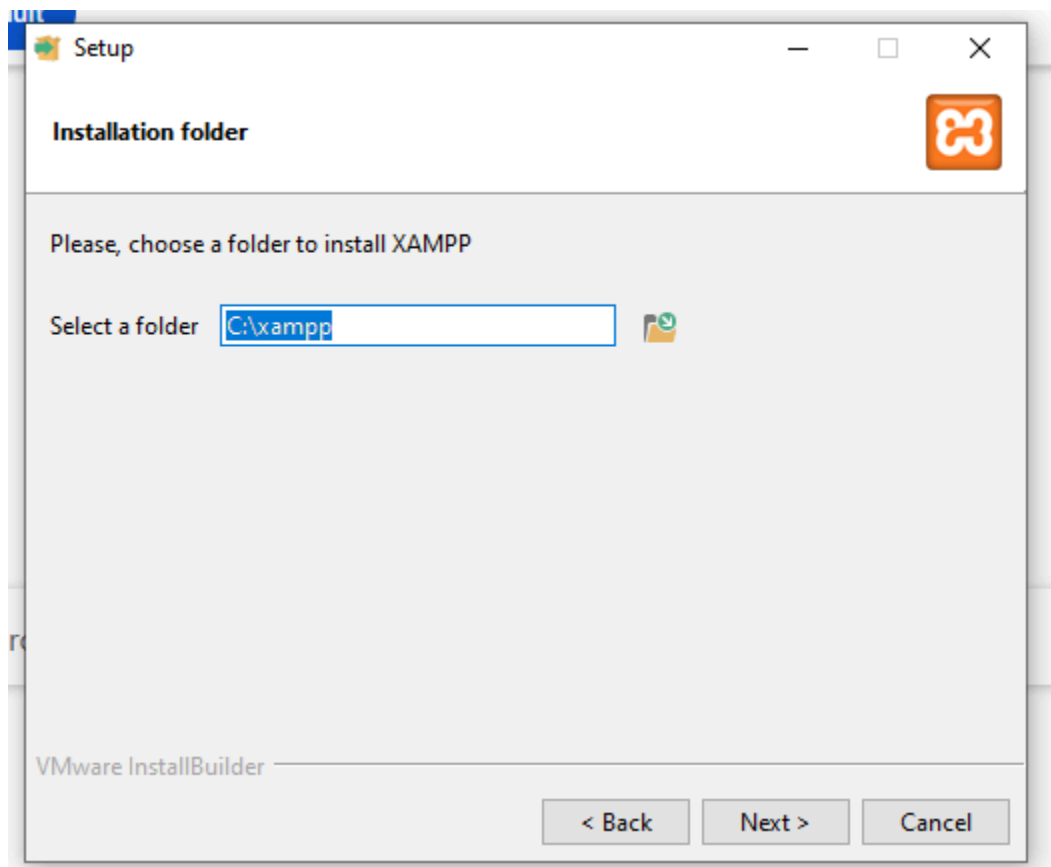 Setup
Installation folder
Please, choose a folder to install XAMPP
Select a folder C:\xampp
VMware InstallBuilder
< Back Next > Cancel